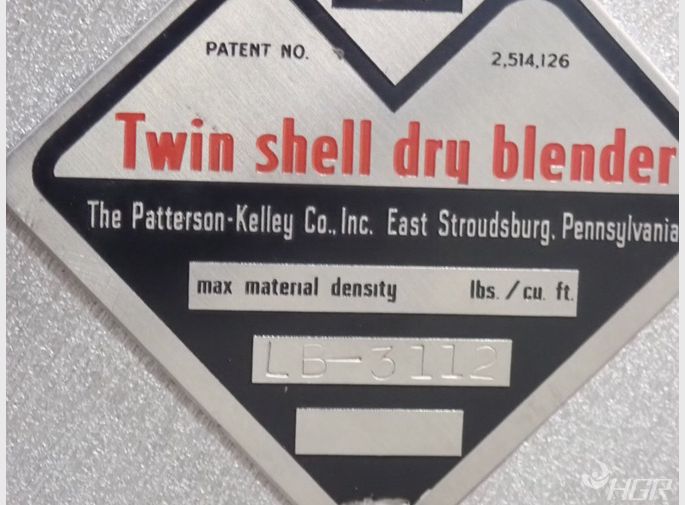 PATENT NO. 2,514,126
Twin shell dry blender
The Patterson-Kelley Co., Inc. East Stroudsburg, Pennsylvania
max material density lbs. / cu. ft.
LB-3112
HGR